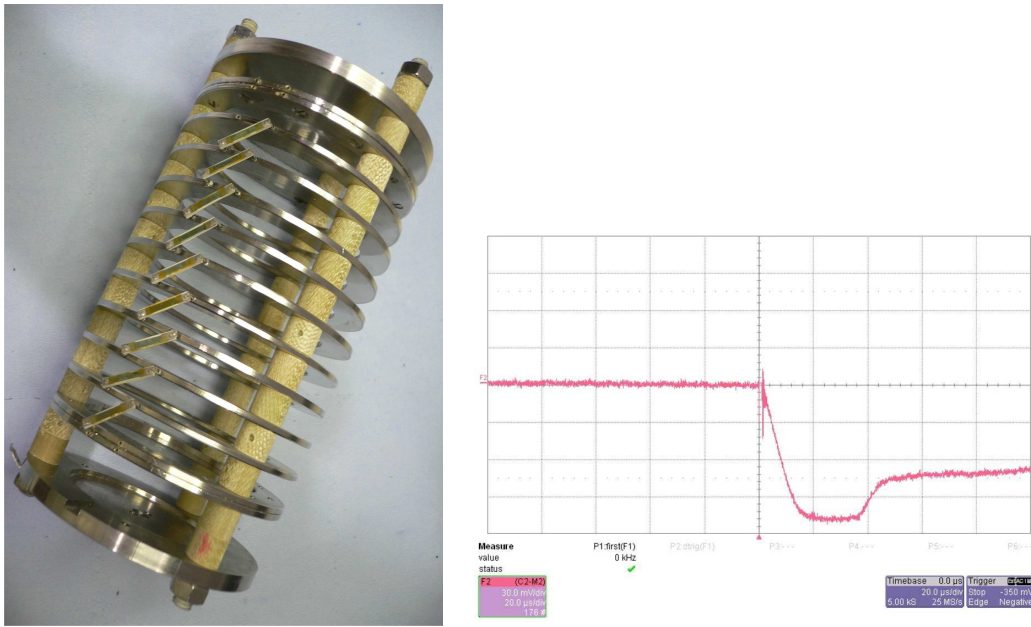 F2
Measure P1:first(F1) P2:dtrig(F1) P3:--- P4:--- P5:--- P6:---
value 0 kHz
status ✓
F2 (C2-M2)
30.0 mV/div
20.0 µs/div
176 #
Timebase 0.0 µs
20.0 µs/div
5.00 kS 25 MS/s
Trigger
Stop -350 mV
Edge Negative